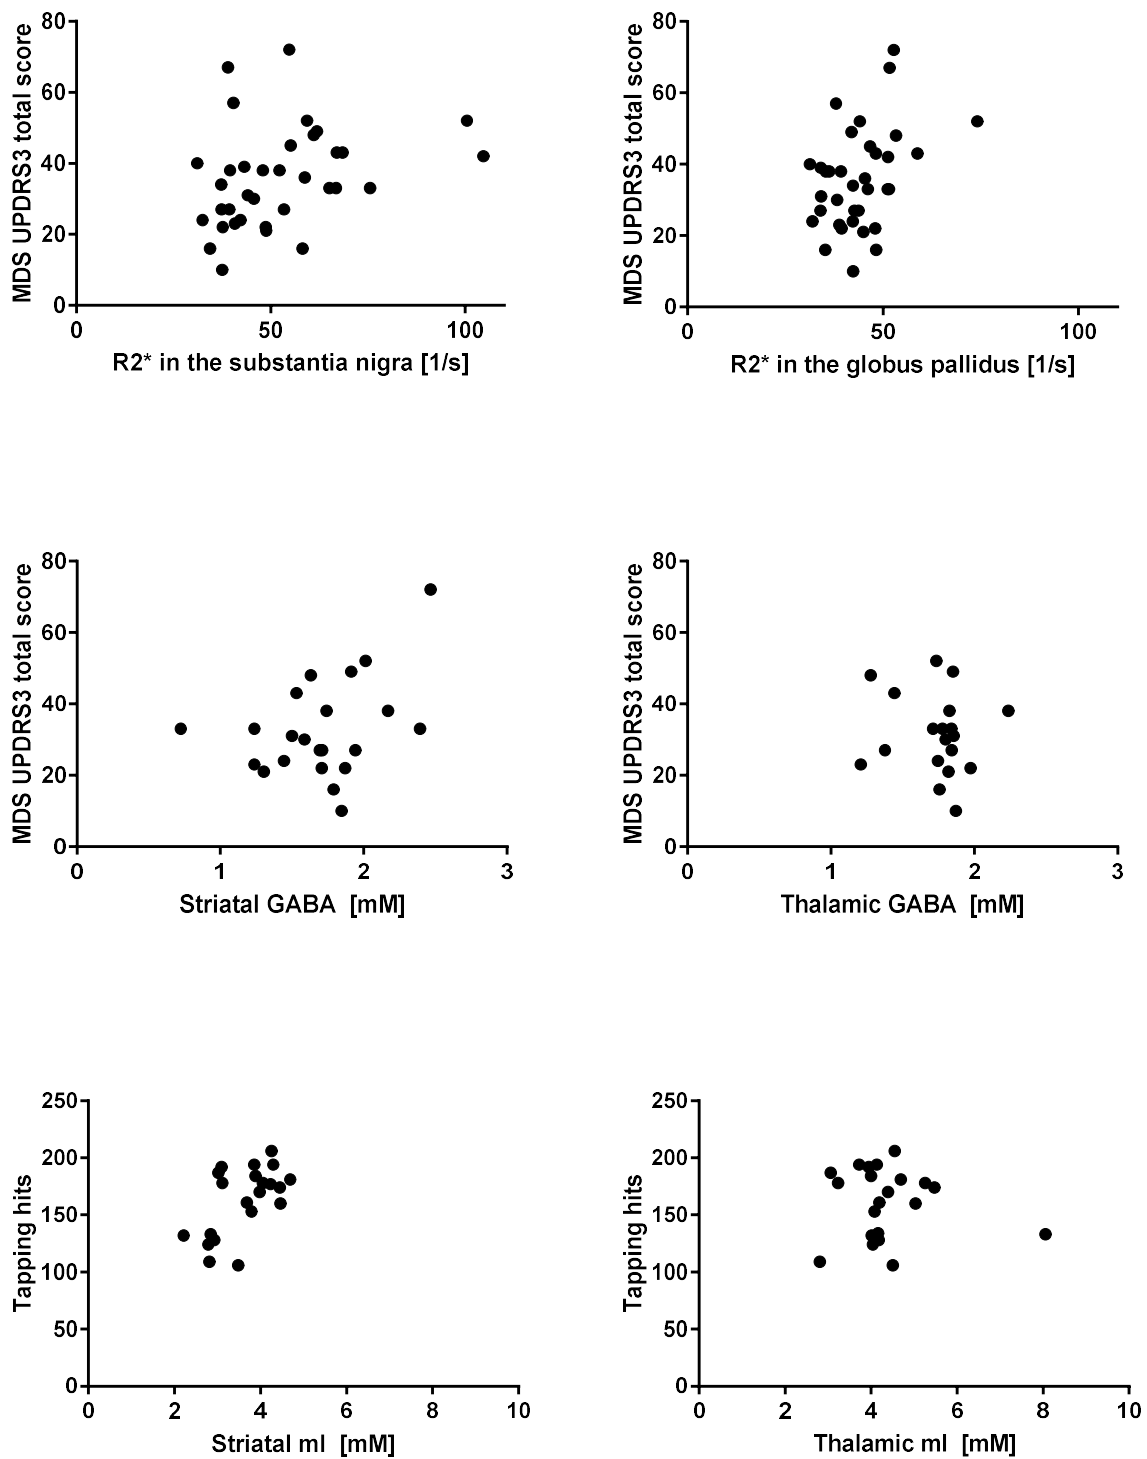 MDS UPDRS3 total score
80
60
40
20
0
0 50 100
R2* in the substantia nigra [1/s]
MDS UPDRS3 total score
80
60
40
20
0
0 50 100
R2* in the globus pallidus [1/s]
MDS UPDRS3 total score
80
60
40
20
0
0 1 2 3
Striatal GABA [mM]
MDS UPDRS3 total score
80
60
40
20
0
0 1 2 3
Thalamic GABA [mM]
Tapping hits
250
200
150
100
50
0
0 2 4 6 8 10
Striatal mI [mM]
Tapping hits
250
200
150
100
50
0
0 2 4 6 8 10
Thalamic mI [mM]